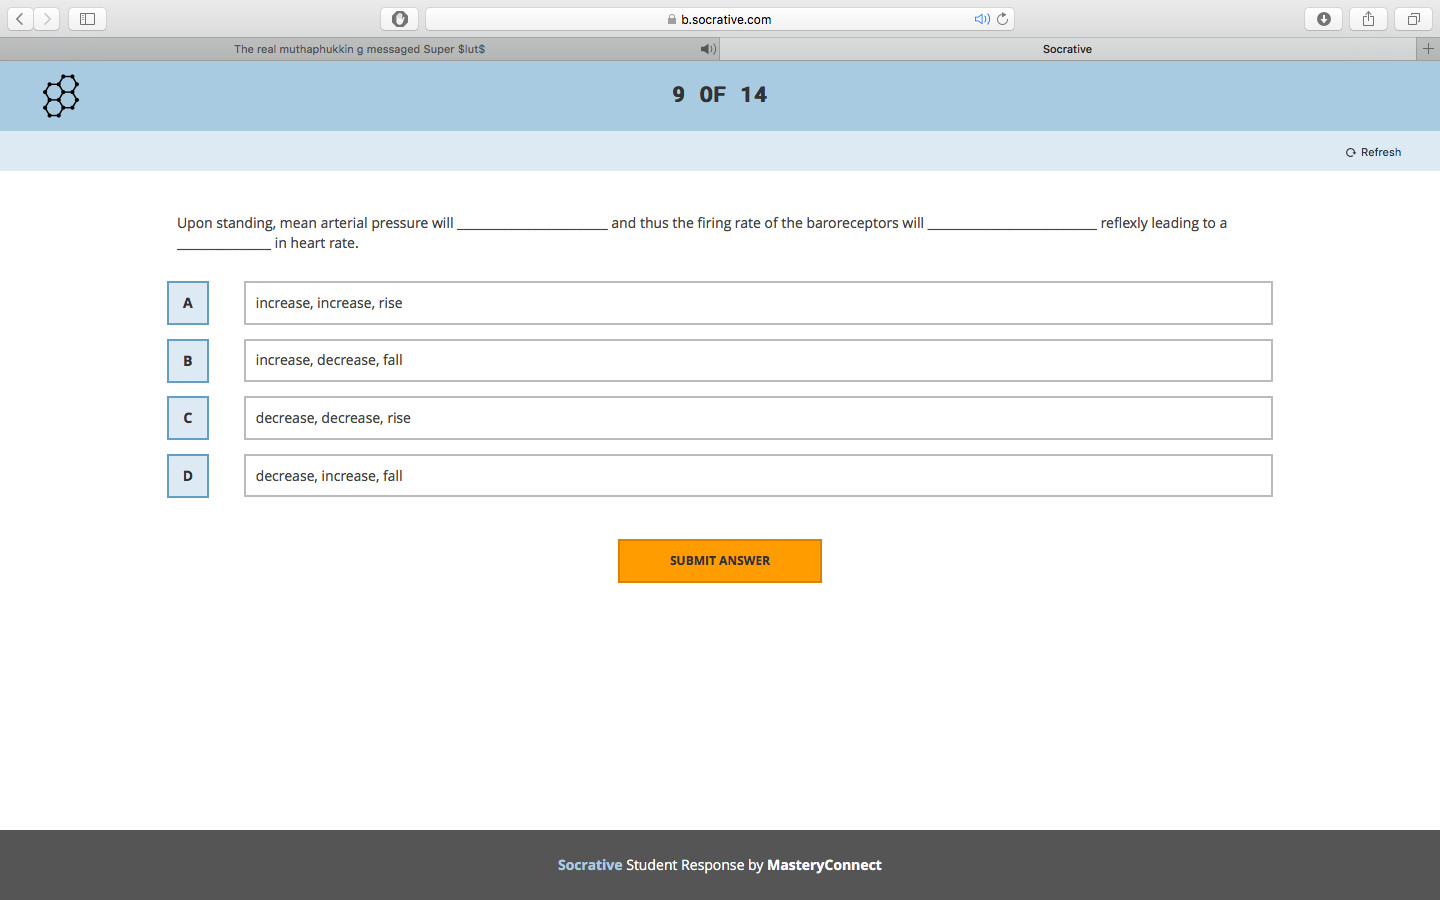 b.socrative.com
The real muthaphukkin g messaged Super $lut$
Socrative
9 OF 14
Refresh
Upon standing, mean arterial pressure will ____________________ and thus the firing rate of the baroreceptors will ______________________ reflexly leading to a
____________ in heart rate.
A increase, increase, rise
B increase, decrease, fall
C decrease, decrease, rise
D decrease, increase, fall
SUBMIT ANSWER
Socrative Student Response by MasteryConnect